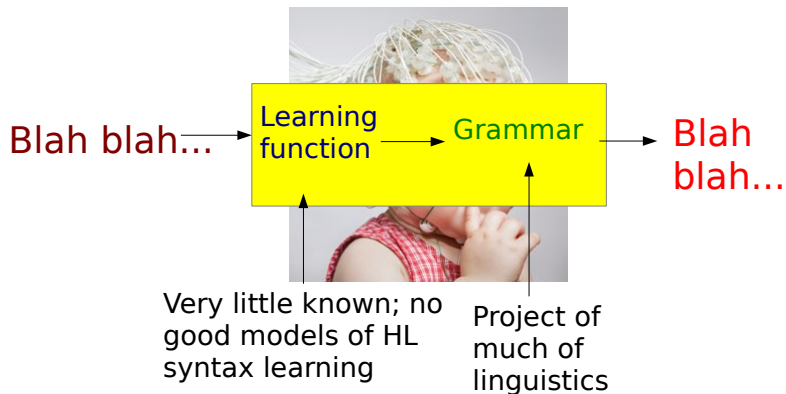 Blah blah...
Learning
function
Grammar
Blah
blah...
Very little known; no
good models of HL
syntax learning
Project of
much of
linguistics